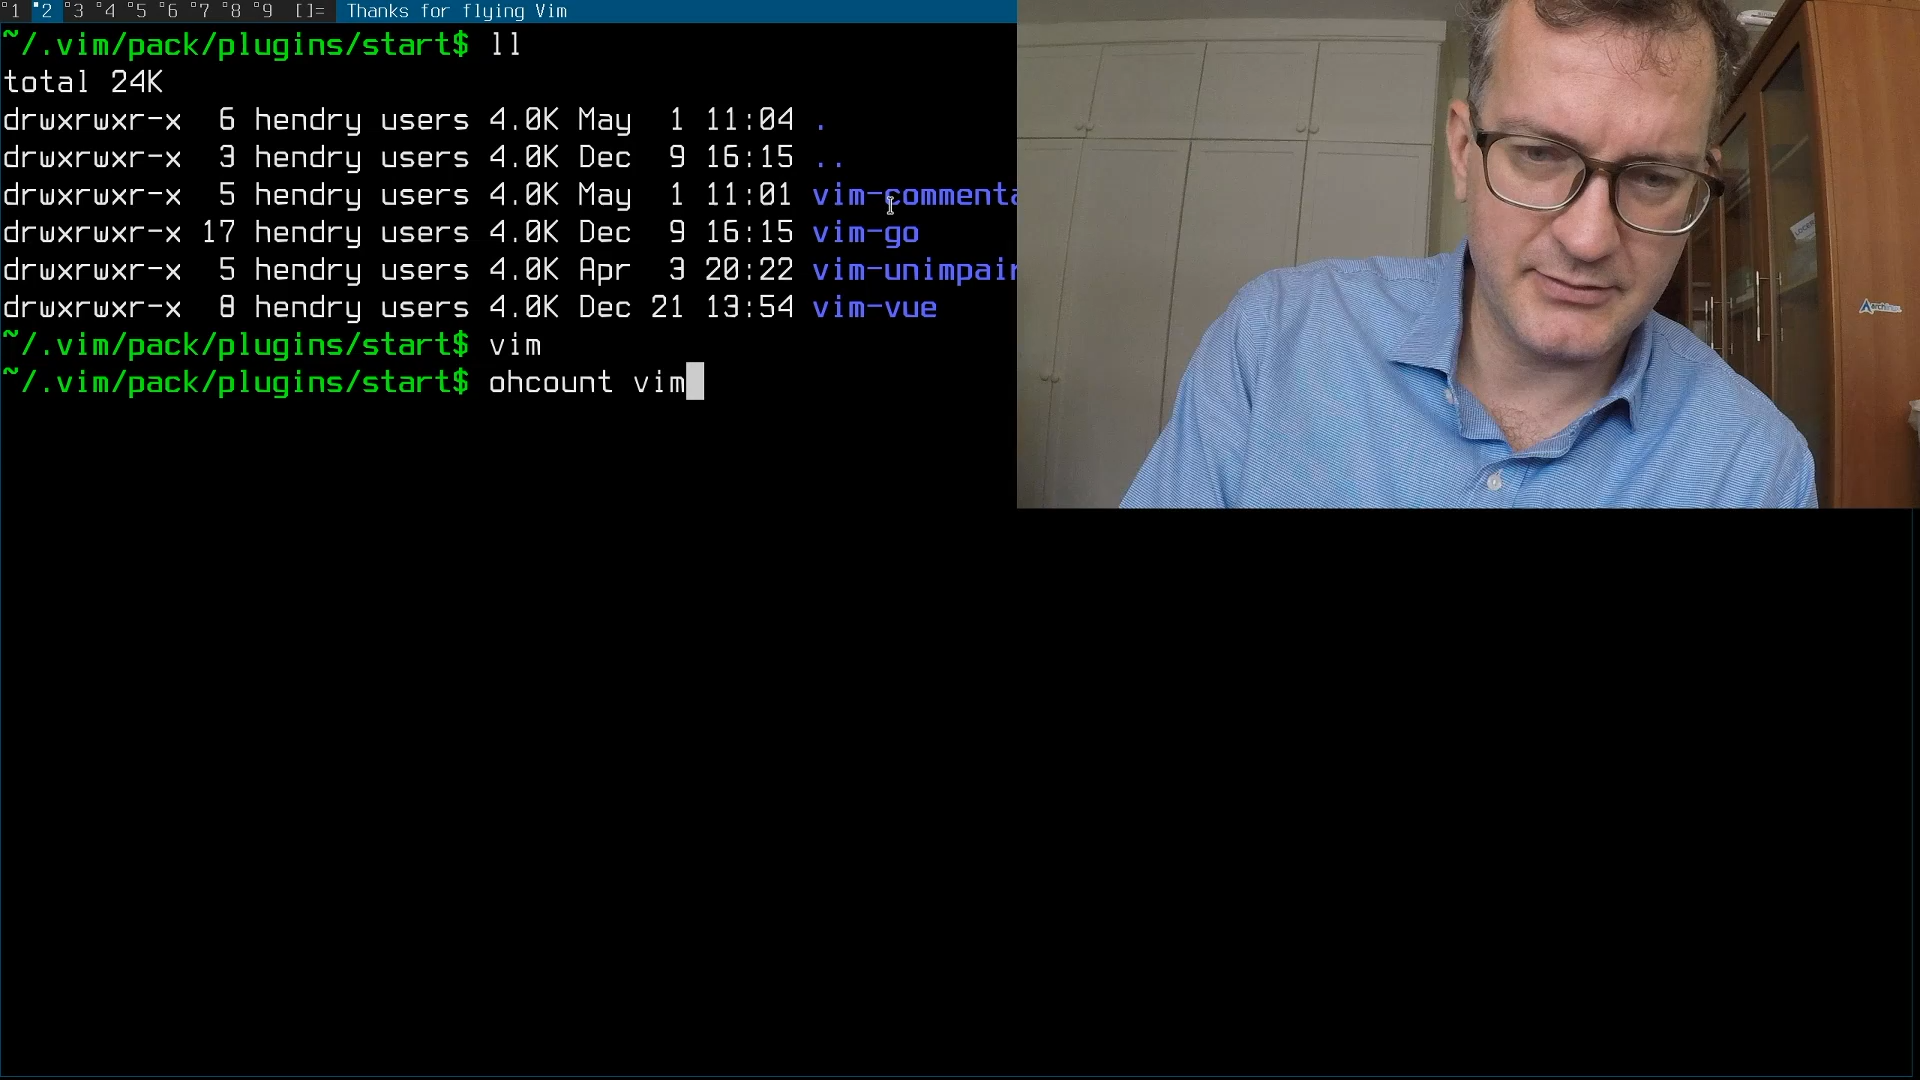 1 2 3 4 5 6 7 8 9 []= Thanks for flying Vim
~/.vim/pack/plugins/start$ ll
total 24K
drwxrwxr-x 6 hendry users 4.0K May 1 11:04 .
drwxrwxr-x 3 hendry users 4.0K Dec 9 16:15 ..
drwxrwxr-x 5 hendry users 4.0K May 1 11:01 vim-commenta
drwxrwxr-x 17 hendry users 4.0K Dec 9 16:15 vim-go
drwxrwxr-x 5 hendry users 4.0K Apr 3 20:22 vim-unimpair
drwxrwxr-x 8 hendry users 4.0K Dec 21 13:54 vim-vue
~/.vim/pack/plugins/start$ vim
~/.vim/pack/plugins/start$ ohcount vim